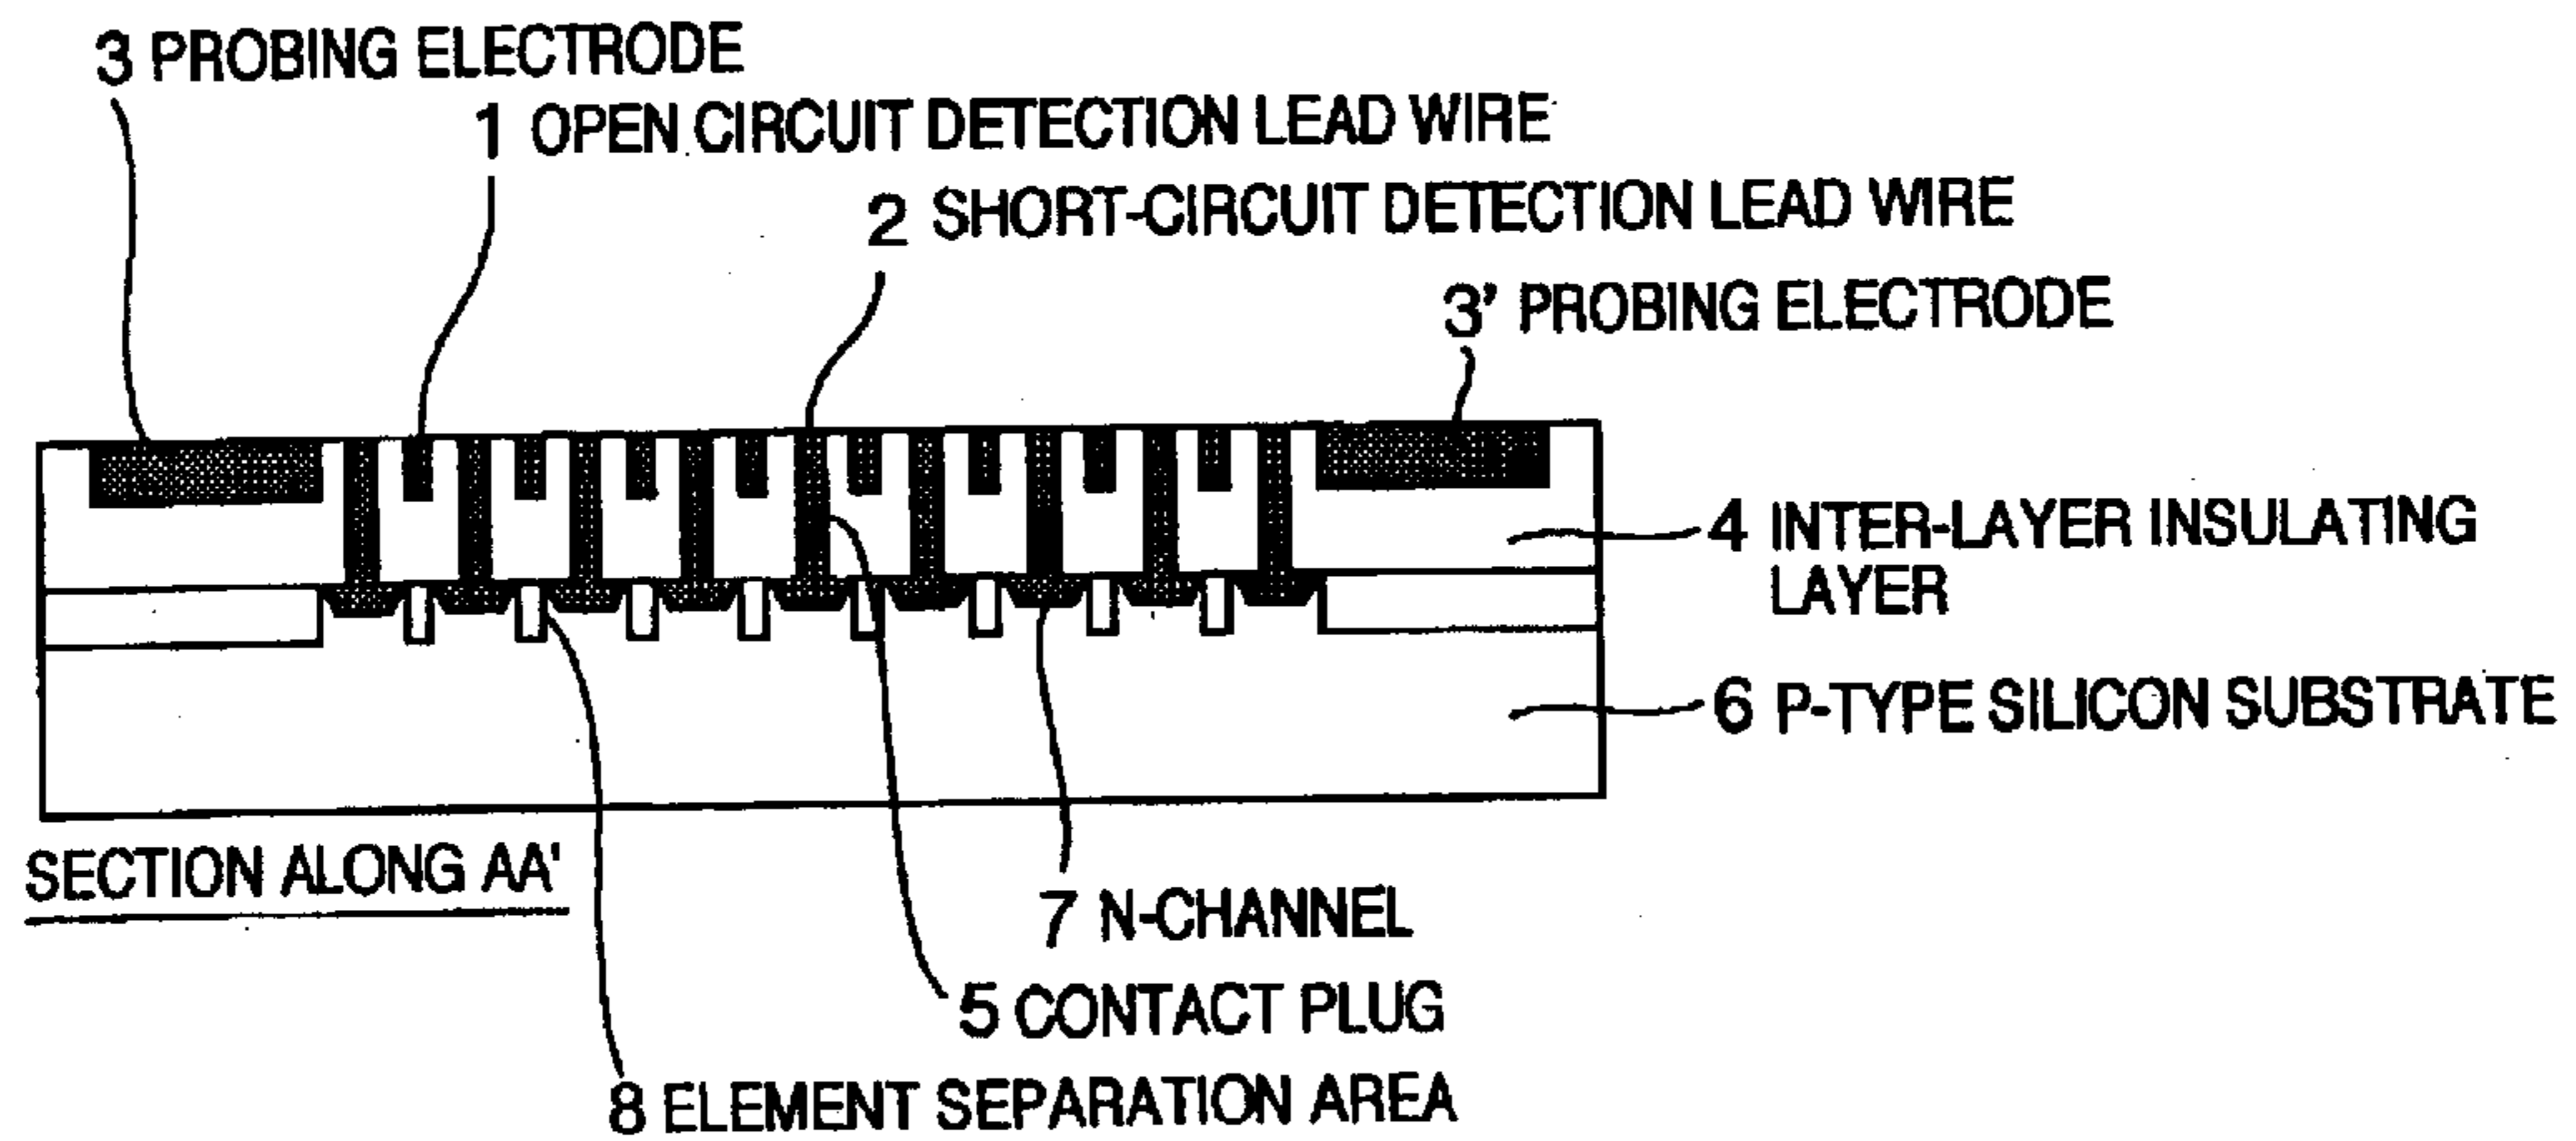 3 PROBING ELECTRODE
1 OPEN CIRCUIT DETECTION LEAD WIRE
2 SHORT-CIRCUIT DETECTION LEAD WIRE
3' PROBING ELECTRODE
4 INTER-LAYER INSULATING
LAYER
6 P-TYPE SILICON SUBSTRATE
SECTION ALONG AA'
7 N-CHANNEL
5 CONTACT PLUG
8 ELEMENT SEPARATION AREA